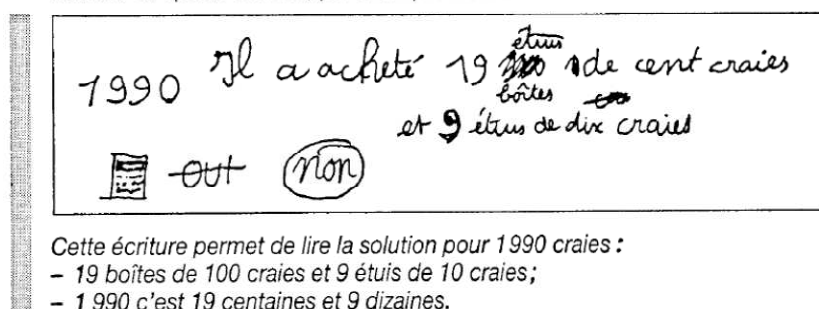 étuis
1990 Il a acheté 19 de cent craies
boîtes
et 9 étuis de dix craies
out non
Cette écriture permet de lire la solution pour 1990 craies :
– 19 boîtes de 100 craies et 9 étuis de 10 craies ;
– 1 990 c'est 19 centaines et 9 dizaines.